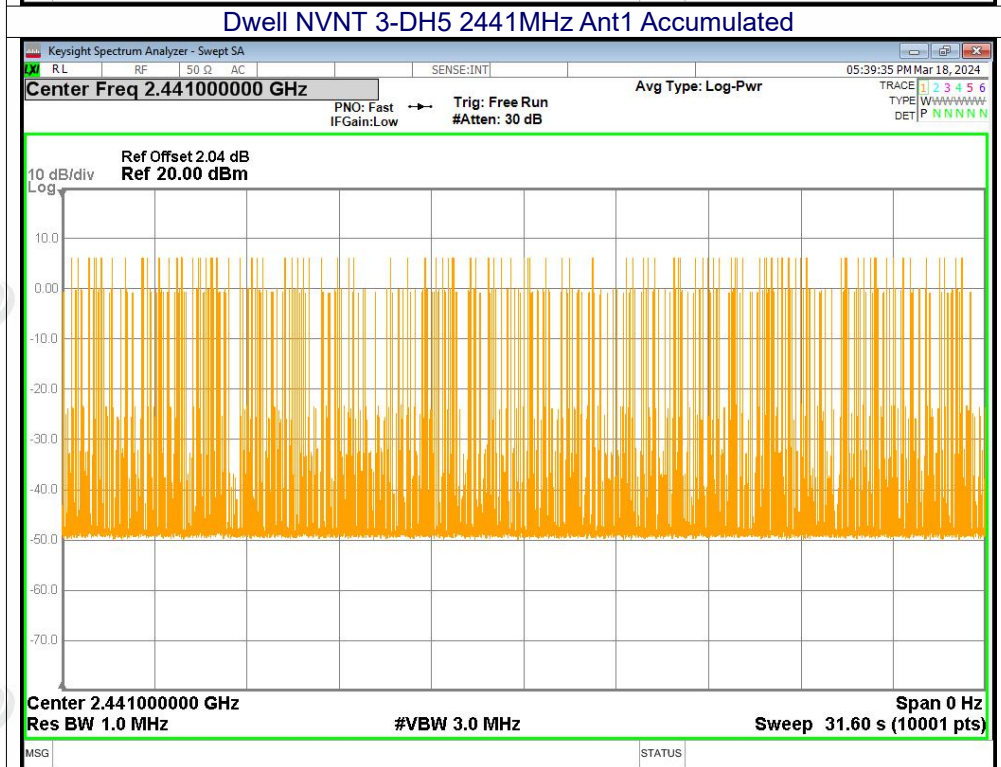 Dwell NVNT 3-DH5 2441MHz Ant1 Accumulated
Keysight Spectrum Analyzer - Swept SA
LXI RL RF 50 Ω AC SENSE:INT 05:39:35 PM Mar 18, 2024
Center Freq 2.441000000 GHz
PNO: Fast
IFGain:Low
Trig: Free Run
#Atten: 30 dB
Avg Type: Log-Pwr
TRACE 1 2 3 4 5 6
TYPE WWWWWWW
DET P N N N N N
Ref Offset 2.04 dB
10 dB/div Ref 20.00 dBm
Log
10.0
0.00
-10.0
-20.0
-30.0
-40.0
-50.0
-60.0
-70.0
Center 2.441000000 GHz Span 0 Hz
Res BW 1.0 MHz #VBW 3.0 MHz Sweep 31.60 s (10001 pts)
MSG STATUS